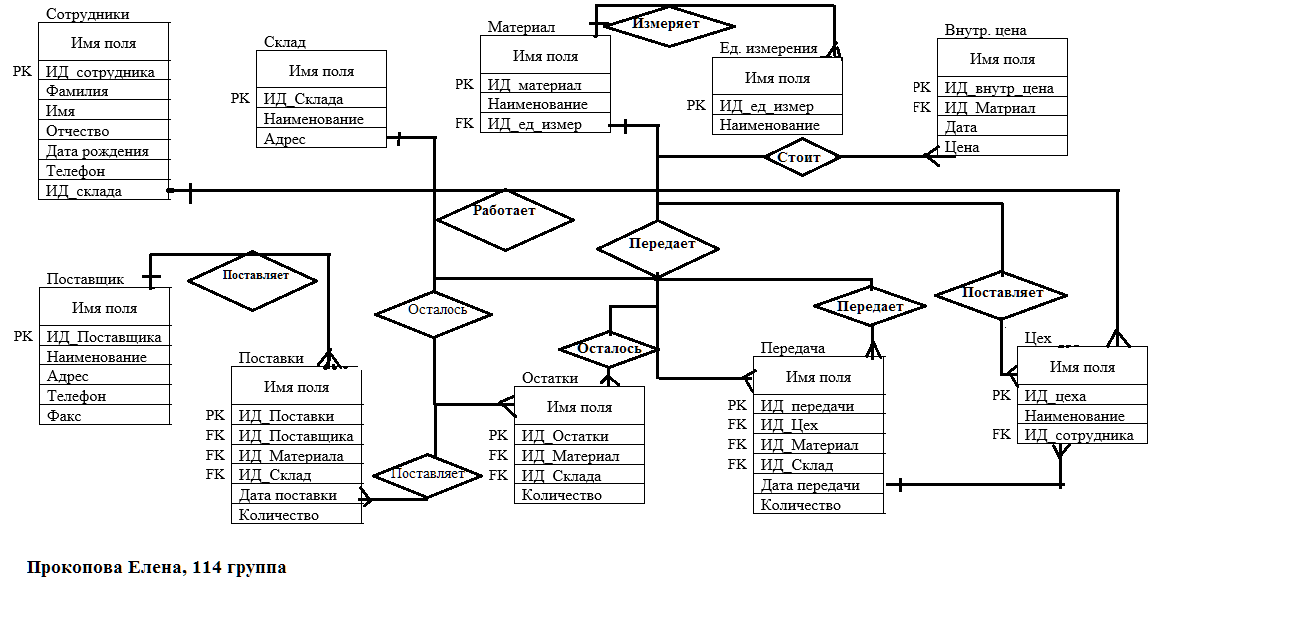 Сотрудники
Имя поля
PK ИД_сотрудника
Фамилия
Имя
Отчество
Дата рождения
Телефон
ИД_склада
Склад
Имя поля
PK ИД_Склада
Наименование
Адрес
Материал
Имя поля
PK ИД_материал
Наименование
FK ИД_ед_измер
Измеряет
Ед. измерения
Имя поля
PK ИД_ед_измер
Наименование
Внутр. цена
Имя поля
PK ИД_внутр_цена
FK ИД_Матриал
Дата
Цена
Стоит
Работает
Передает
Поставляет
Осталось
Осталось
Передает
Поставляет
Поставщик
Имя поля
PK ИД_Поставщика
Наименование
Адрес
Телефон
Факс
Поставки
Имя поля
PK ИД_Поставки
FK ИД_Поставщика
FK ИД_Материала
FK ИД_Склад
Дата поставки
Количество
Поставляет
Остатки
Имя поля
PK ИД_Остатки
FK ИД_Материал
FK ИД_Склада
Количество
Передача
Имя поля
PK ИД_передачи
FK ИД_Цех
FK ИД_Материал
FK ИД_Склад
Дата передачи
Количество
Цех
Имя поля
PK ИД_цеха
Наименование
FK ИД_сотрудника
Прокопова Елена, 114 группа